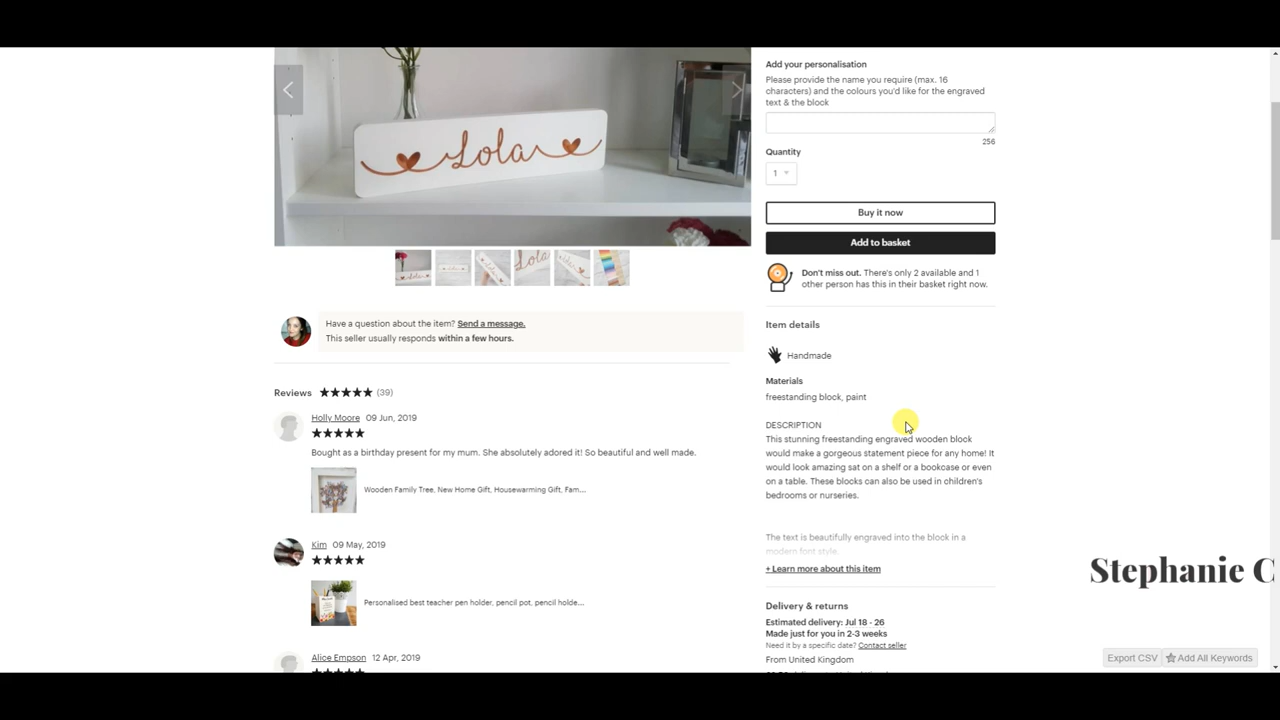 Add your personalisation
Please provide the name you require (max. 16
characters) and the colours you'd like for the engraved
text & the block
256
Quantity
1
Buy it now
Add to basket
Don't miss out. There's only 2 available and 1
other person has this in their basket right now.
Item details
Handmade
Materials
freestanding block, paint
DESCRIPTION
This stunning freestanding engraved wooden block
would make a gorgeous statement piece for any home! It
would look amazing sat on a shelf or a bookcase or even
on a table. These blocks can also be used in children's
bedrooms or nurseries.
The text is beautifully engraved into the block in a
modern font style.
+ Learn more about this item
Delivery & returns
Estimated delivery: Jul 18 - 26
Made just for you in 2-3 weeks
Need it by a specific date? Contact seller
From United Kingdom
Lola
Lola
Have a question about the item? Send a message.
This seller usually responds within a few hours.
Reviews ★★★★★ (39)
Holly Moore 09 Jun, 2019
★★★★★
Bought as a birthday present for my mum. She absolutely adored it! So beautiful and well made.
Wooden Family Tree, New Home Gift, Housewarming Gift, Fam...
Kim 09 May, 2019
★★★★★
Personalised best teacher pen holder, pencil pot, pencil holde...
Alice Empson 12 Apr, 2019
Stephanie C
Export CSV ★ Add All Keywords